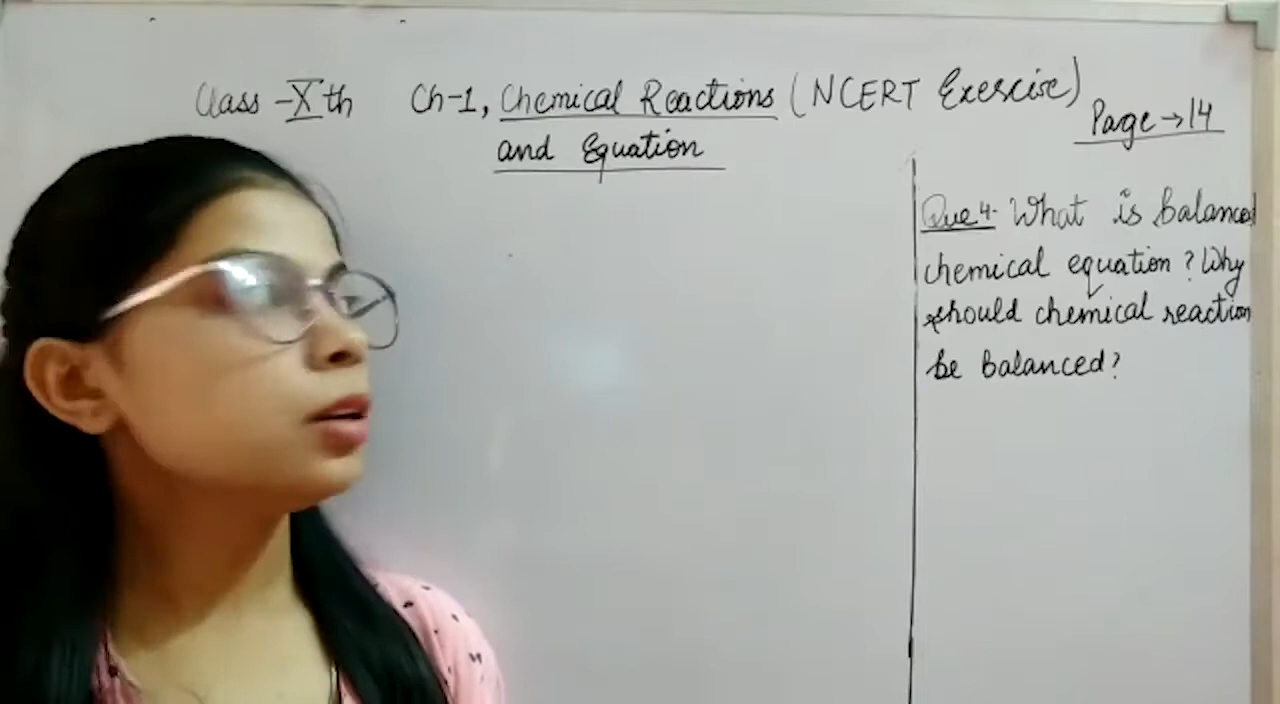 Class - Xth Ch-1, Chemical Reactions (NCERT Exercise)
and Equation
Page → 14
Que 4. What is balanced
chemical equation? Why
should chemical reaction
be balanced?